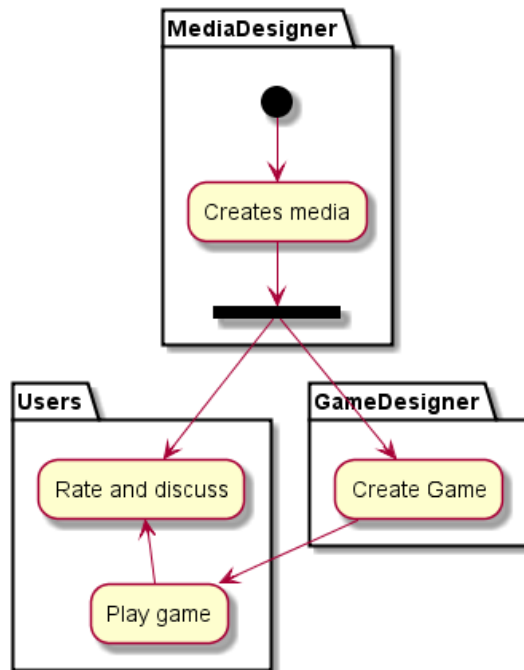 MediaDesigner
Creates media
Users
GameDesigner
Rate and discuss
Create Game
Play game